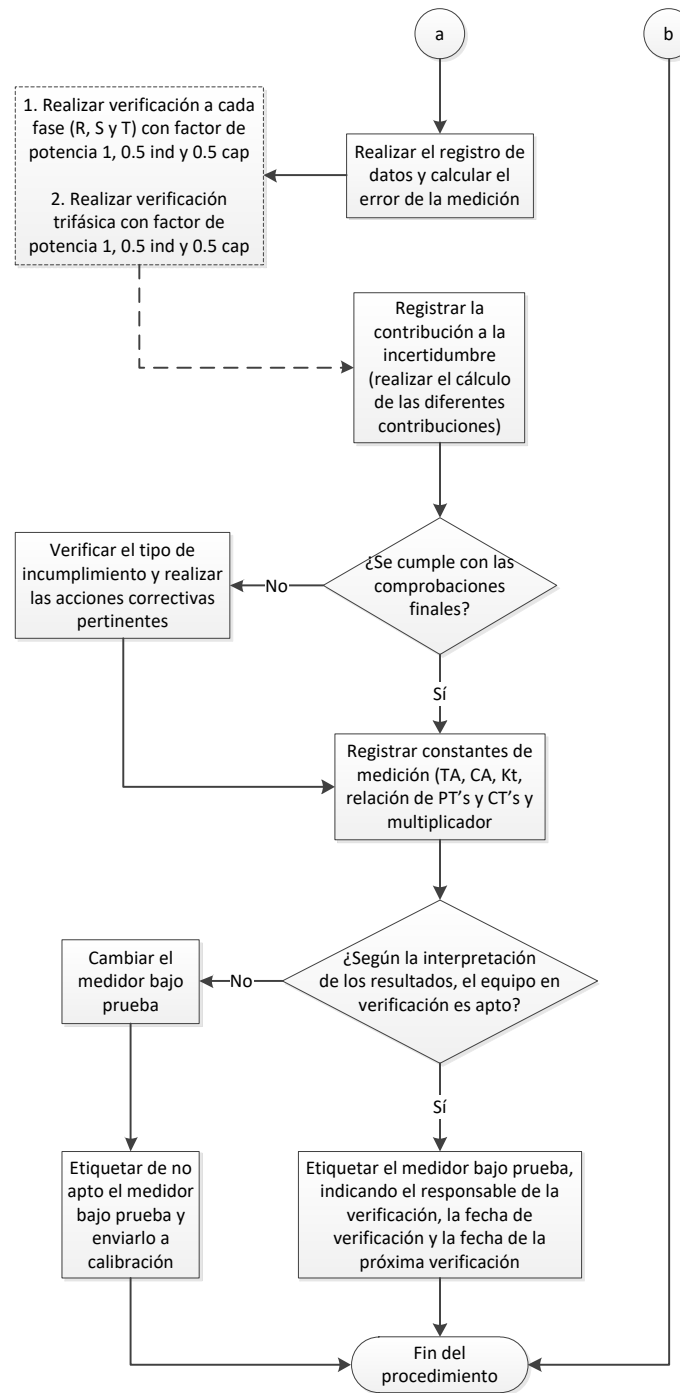 a
b
1. Realizar verificación a cada
fase (R, S y T) con factor de
potencia 1, 0.5 ind y 0.5 cap
2. Realizar verificación
trifásica con factor de
potencia 1, 0.5 ind y 0.5 cap
Realizar el registro de
datos y calcular el
error de la medición
Registrar la
contribución a la
incertidumbre
(realizar el cálculo
de las diferentes
contribuciones)
Verificar el tipo de
incumplimiento y realizar
las acciones correctivas
pertinentes
No
¿Se cumple con las
comprobaciones
finales?
Sí
Registrar constantes de
medición (TA, CA, Kt,
relación de PT’s y CT’s y
multiplicador
Cambiar el
medidor bajo
prueba
No
¿Según la interpretación
de los resultados, el equipo en
verificación es apto?
Sí
Etiquetar de no
apto el medidor
bajo prueba y
enviarlo a
calibración
Etiquetar el medidor bajo prueba,
indicando el responsable de la
verificación, la fecha de
verificación y la fecha de la
próxima verificación
Fin del
procedimiento